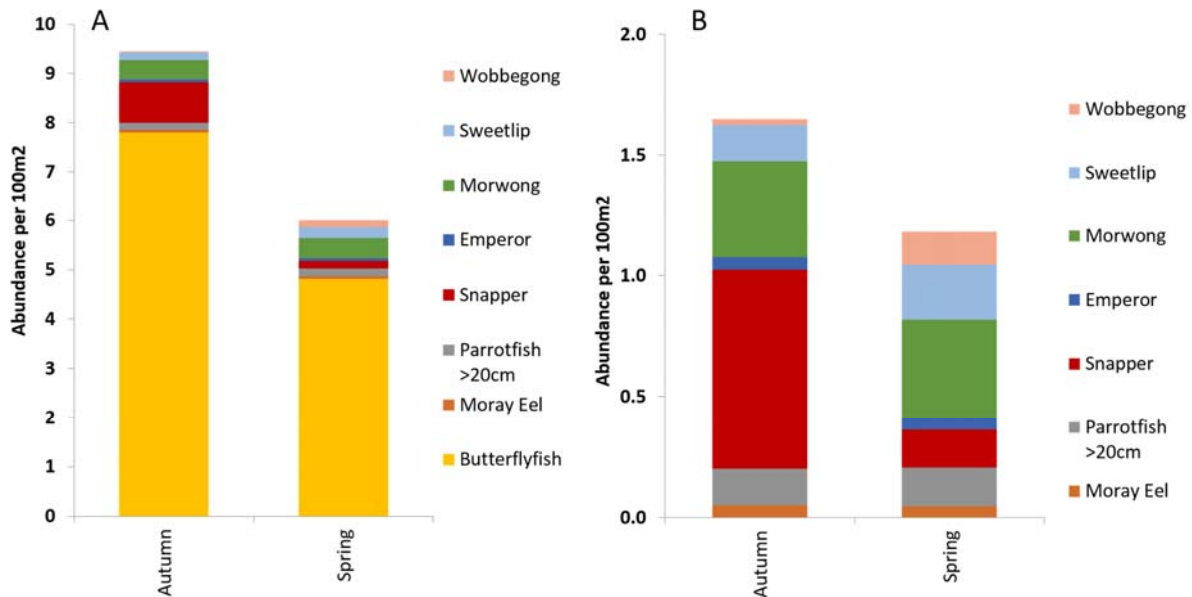 A
Abundance per 100m2
10
9
8
7
6
5
4
3
2
1
0
Autumn
Spring
Wobbegong
Sweetlip
Morwong
Emperor
Snapper
Parrotfish
>20cm
Moray Eel
Butterflyfish
B
Abundance per 100m2
2.0
1.5
1.0
0.5
0.0
Autumn
Spring
Wobbegong
Sweetlip
Morwong
Emperor
Snapper
Parrotfish
>20cm
Moray Eel